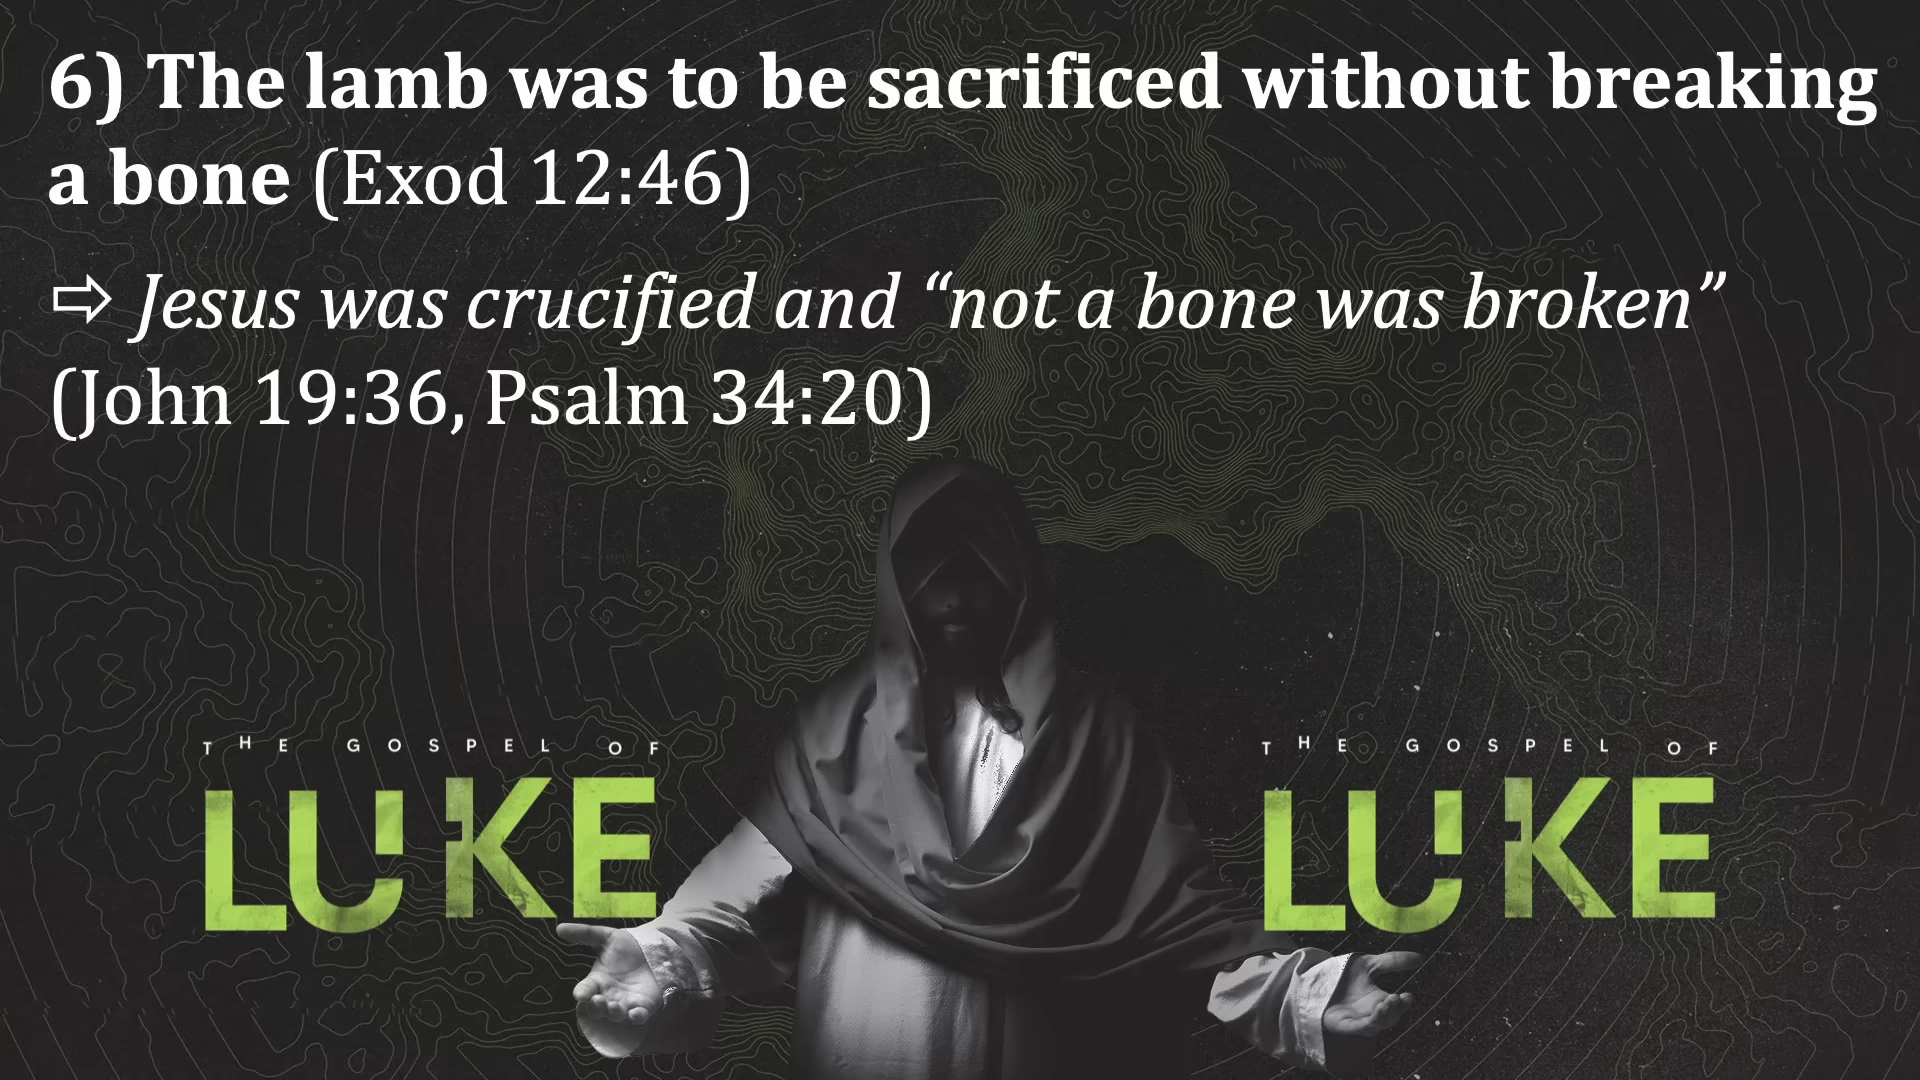 6) The lamb was to be sacrificed without breaking
a bone (Exod 12:46)
⇨ Jesus was crucified and “not a bone was broken”
(John 19:36, Psalm 34:20)
THE GOSPEL OF
LUKE
THE GOSPEL OF
LUKE